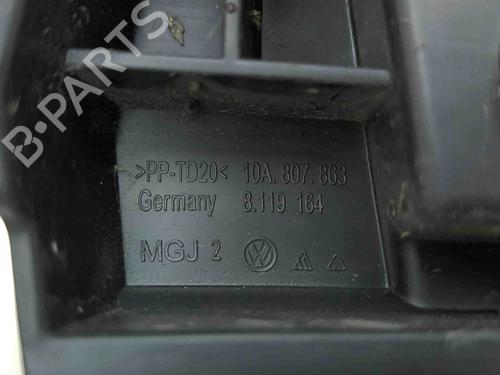 B-PARTS
>PP-TD20< 10A.807.863
Germany 8.119 164
MGJ 2